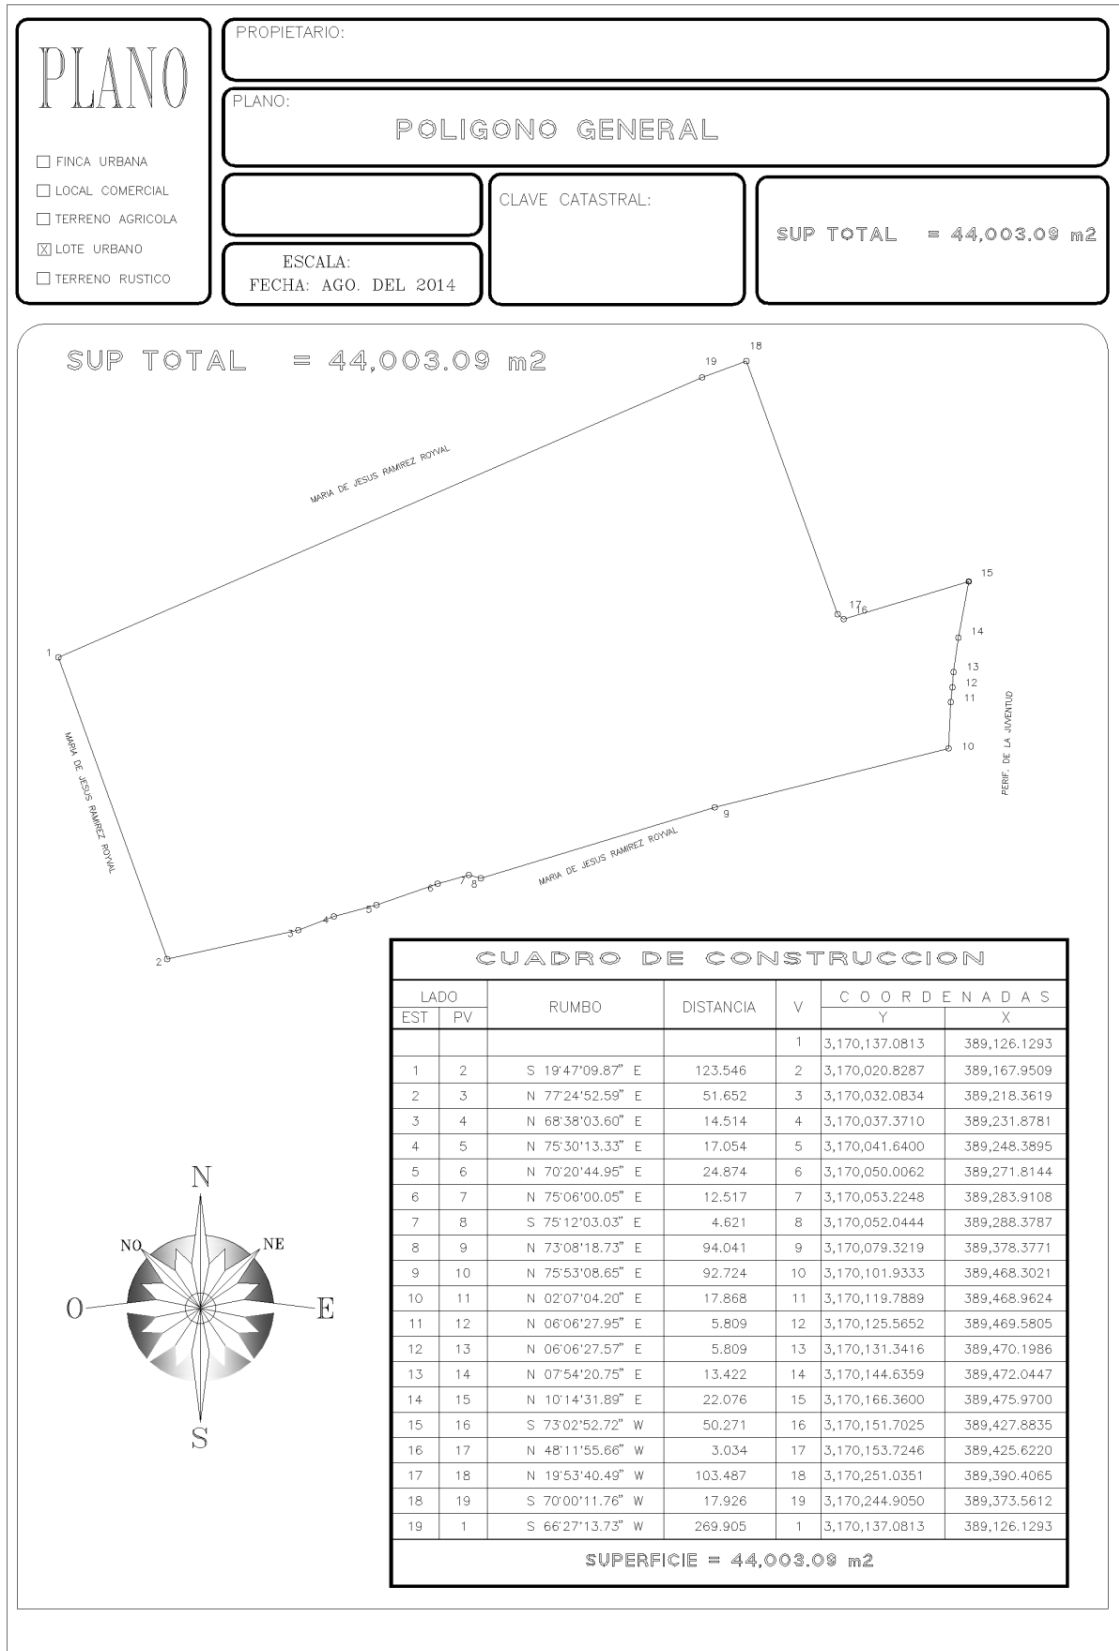 PLANO
FINCA URBANA
LOCAL COMERCIAL
TERRENO AGRICOLA
X LOTE URBANO
TERRENO RUSTICO
PROPIETARIO:
PLANO:
POLIGONO GENERAL
ESCALA:
FECHA: AGO. DEL 2014
CLAVE CATASTRAL:
SUP TOTAL = 44,003.09 m2
SUP TOTAL = 44,003.09 m2
18
19
MARIA DE JESUS RAMIREZ ROYVAL
15
17
16
14
1
13
12
11
PERIF. DE LA JUVENTUD
10
MARIA DE JESUS RAMIREZ ROYVAL
9
MARIA DE JESUS RAMIREZ ROYVAL
7
8
6
5
4
3
2
CUADRO DE CONSTRUCCION
LADO RUMBO DISTANCIA V COORDENADAS
EST PV Y X
1 3,170,137.0813 389,126.1293
1 2 S 19°47'09.87" E 123.546 2 3,170,020.8287 389,167.9509
2 3 N 77°24'52.59" E 51.652 3 3,170,032.0834 389,218.3619
3 4 N 68°38'03.60" E 14.514 4 3,170,037.3710 389,231.8781
4 5 N 75°30'13.33" E 17.054 5 3,170,041.6400 389,248.3895
5 6 N 70°20'44.95" E 24.874 6 3,170,050.0062 389,271.8144
6 7 N 75°06'00.05" E 12.517 7 3,170,053.2248 389,283.9108
7 8 S 75°12'03.03" E 4.621 8 3,170,052.0444 389,288.3787
8 9 N 73°08'18.73" E 94.041 9 3,170,079.3219 389,378.3771
9 10 N 75°53'08.65" E 92.724 10 3,170,101.9333 389,468.3021
10 11 N 02°07'04.20" E 17.868 11 3,170,119.7889 389,468.9624
11 12 N 06°06'27.95" E 5.809 12 3,170,125.5652 389,469.5805
12 13 N 06°06'27.57" E 5.809 13 3,170,131.3416 389,470.1986
13 14 N 07°54'20.75" E 13.422 14 3,170,144.6359 389,472.0447
14 15 N 10°14'31.89" E 22.076 15 3,170,166.3600 389,475.9700
15 16 S 73°02'52.72" W 50.271 16 3,170,151.7025 389,427.8835
16 17 N 48°11'55.66" W 3.034 17 3,170,153.7246 389,425.6220
17 18 N 19°53'40.49" W 103.487 18 3,170,251.0351 389,390.4065
18 19 S 70°00'11.76" W 17.926 19 3,170,244.9050 389,373.5612
19 1 S 66°27'13.73" W 269.905 1 3,170,137.0813 389,126.1293
SUPERFICIE = 44,003.09 m2
N
NO
NE
O
E
S